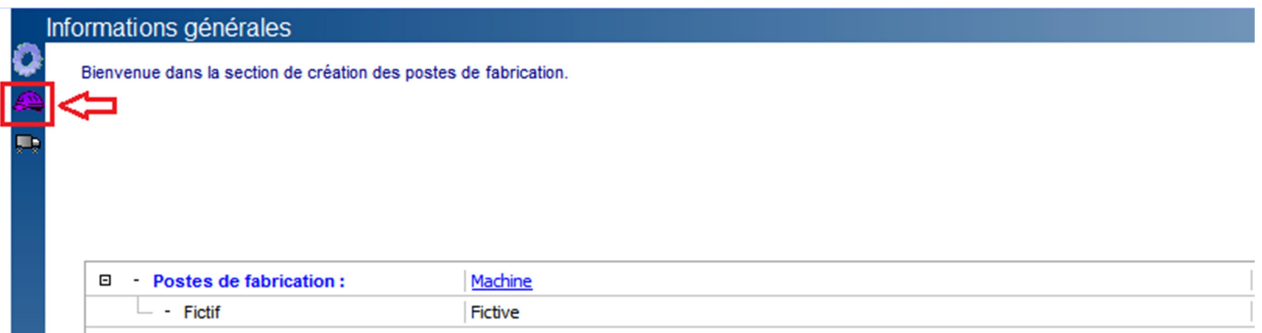 Informations générales
Bienvenue dans la section de création des postes de fabrication.
- Postes de fabrication : Machine
- Fictif Fictive